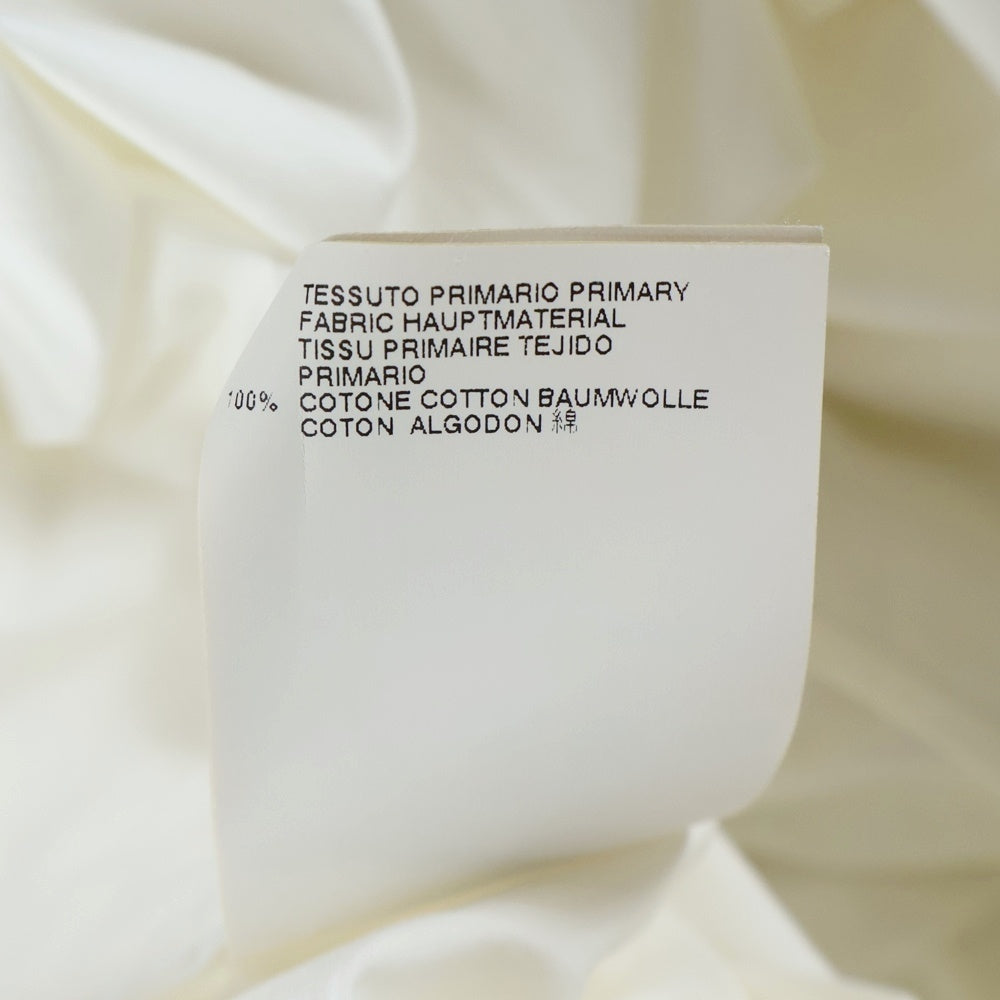 TESSUTO PRIMARIO PRIMARY
FABRIC HAUPTMATERIAL
TISSU PRIMAIRE TEJIDO
PRIMARIO
100% COTONE COTTON BAUMWOLLE
COTON ALGODON 綿